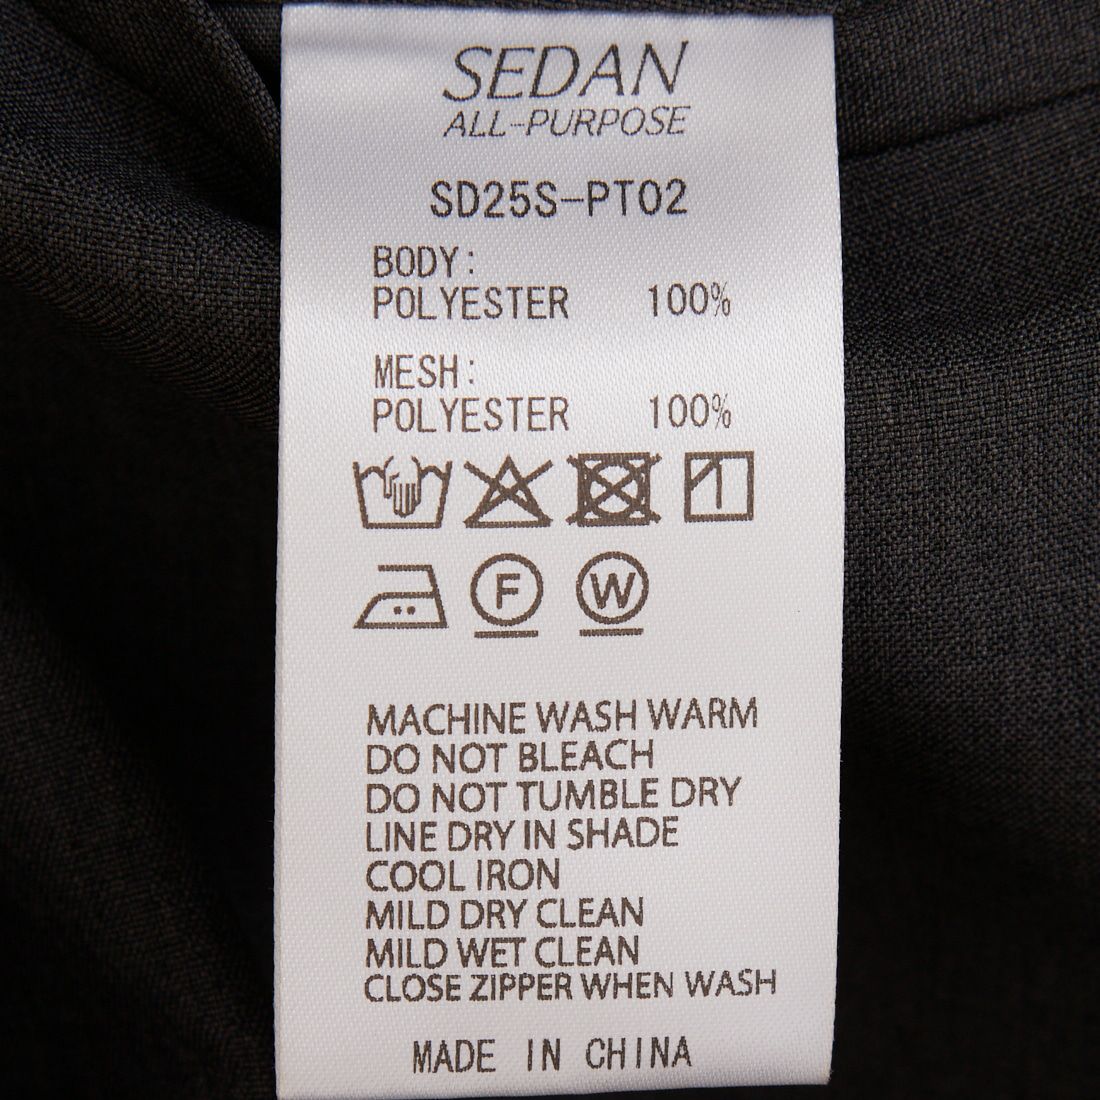 SEDAN
ALL-PURPOSE
SD25S-PT02
BODY:
POLYESTER 100%
MESH:
POLYESTER 100%
F W
MACHINE WASH WARM
DO NOT BLEACH
DO NOT TUMBLE DRY
LINE DRY IN SHADE
COOL IRON
MILD DRY CLEAN
MILD WET CLEAN
CLOSE ZIPPER WHEN WASH
MADE IN CHINA